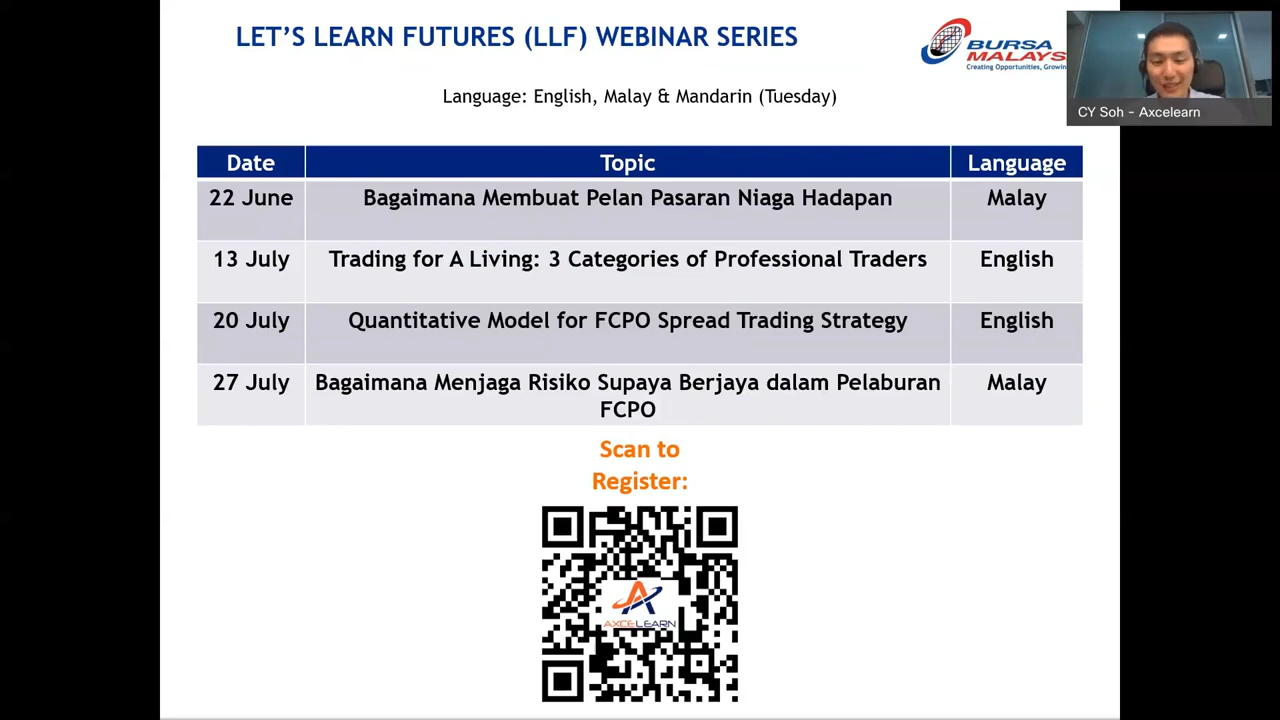 LET'S LEARN FUTURES (LLF) WEBINAR SERIES
BURSA
MALAYS
Creating Opportunities, Growin
CY Soh - Axcelearn
Language: English, Malay & Mandarin (Tuesday)
Date Topic Language
22 June Bagaimana Membuat Pelan Pasaran Niaga Hadapan Malay
13 July Trading for A Living: 3 Categories of Professional Traders English
20 July Quantitative Model for FCPO Spread Trading Strategy English
27 July Bagaimana Menjaga Risiko Supaya Berjaya dalam Pelaburan Malay
FCPO
Scan to
Register:
AXCELEARN